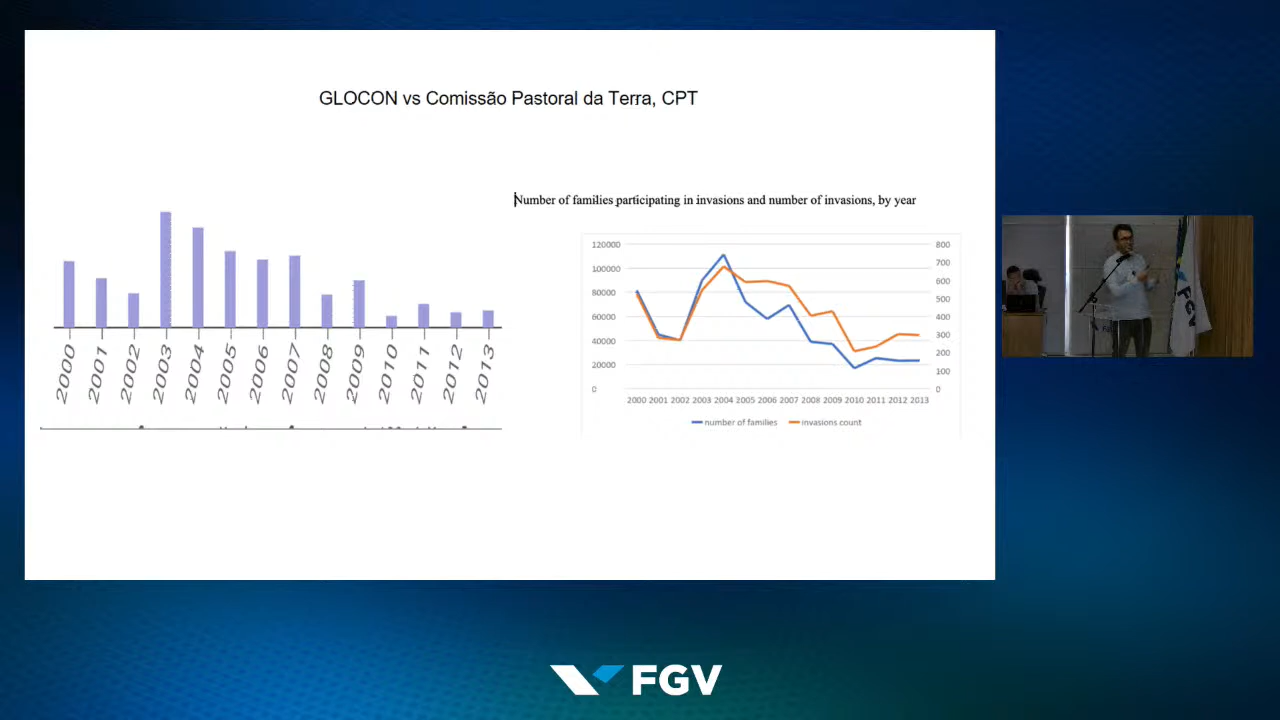 GLOCON vs Comissão Pastoral da Terra, CPT
2000 2001 2002 2003 2004 2005 2006 2007 2008 2009 2010 2011 2012 2013
Number of families participating in invasions and number of invasions, by year
120000 800
700
100000
600
80000
500
60000 400
300
40000
200
20000
100
0 0
2000 2001 2002 2003 2004 2005 2006 2007 2008 2009 2010 2011 2012 2013
number of families invasions count
FGV
FGV